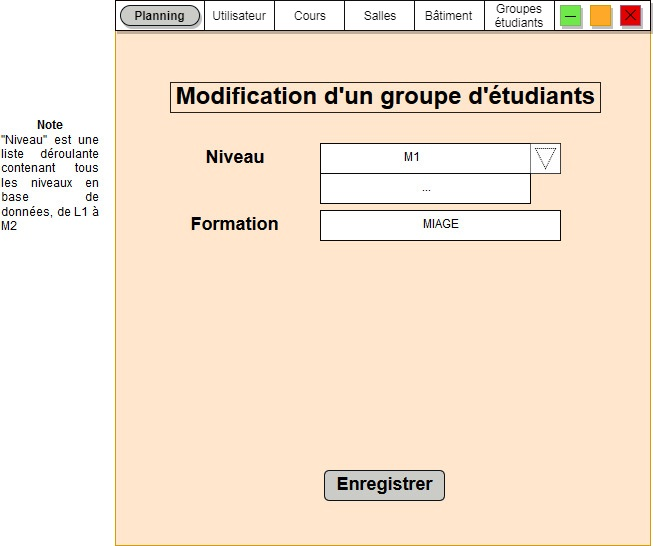 Planning
Utilisateur
Cours
Salles
Bâtiment
Groupes
étudiants
Note
"Niveau" est une
liste déroulante
contenant tous
les niveaux en
base de
données, de L1 à
M2
Modification d'un groupe d'étudiants
Niveau
M1
...
Formation
MIAGE
Enregistrer